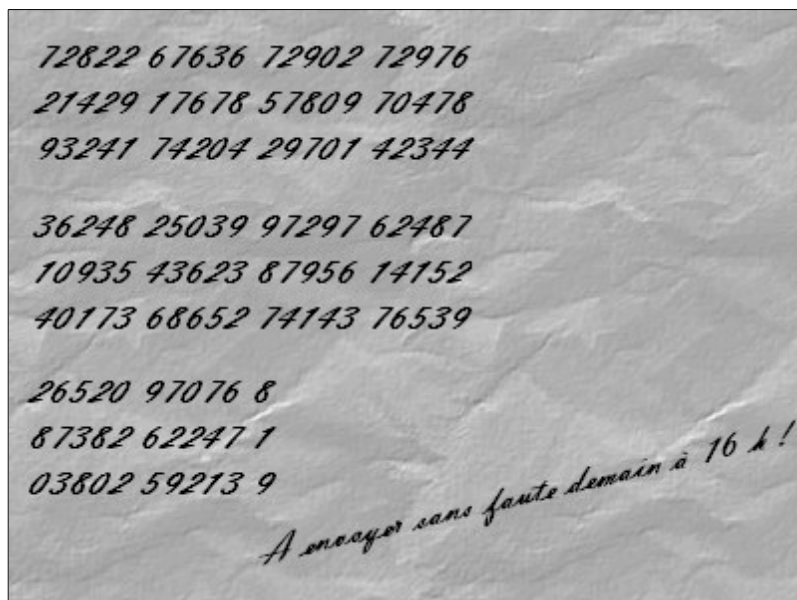 72822 67636 72902 72976
21429 17678 57809 70478
93241 74204 29701 42344
36248 25039 97297 62487
10935 43623 87956 14152
40173 68652 74143 76539
26520 97076 8
87382 62247 1
03802 59213 9
A envoyer sans faute demain à 16 h !